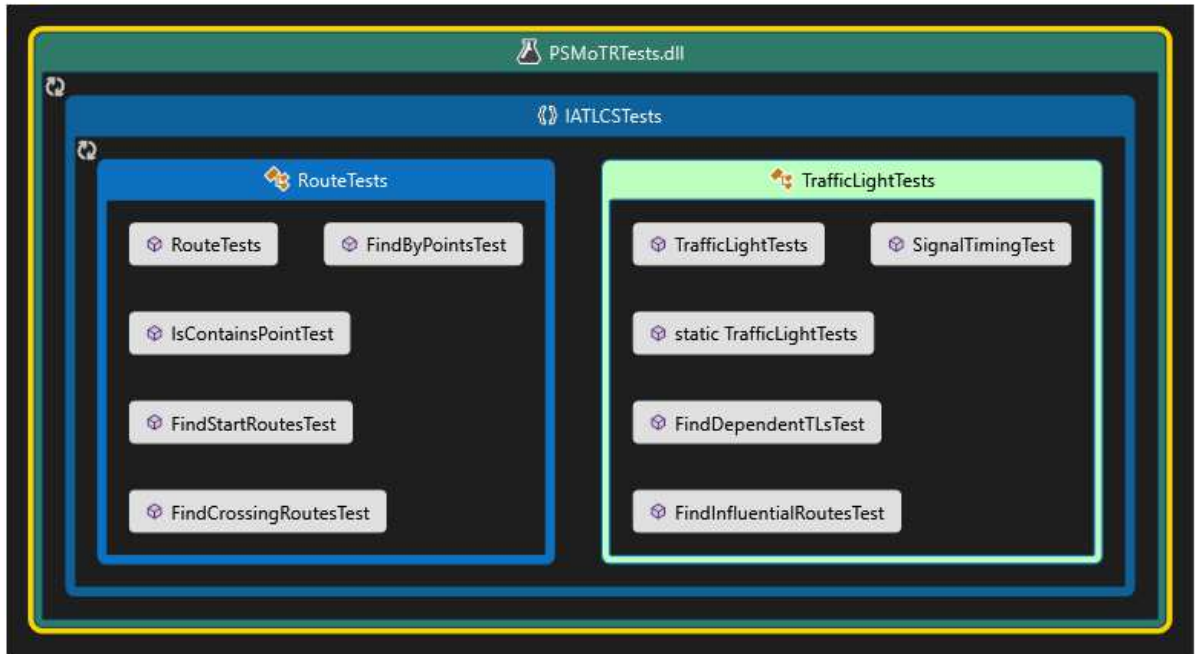 PSMoTRTests.dll
IATLCSTests
RouteTests
RouteTests
FindByPointsTest
IsContainsPointTest
FindStartRoutesTest
FindCrossingRoutesTest
TrafficLightTests
TrafficLightTests
SignalTimingTest
static TrafficLightTests
FindDependentTLsTest
FindInfluentialRoutesTest